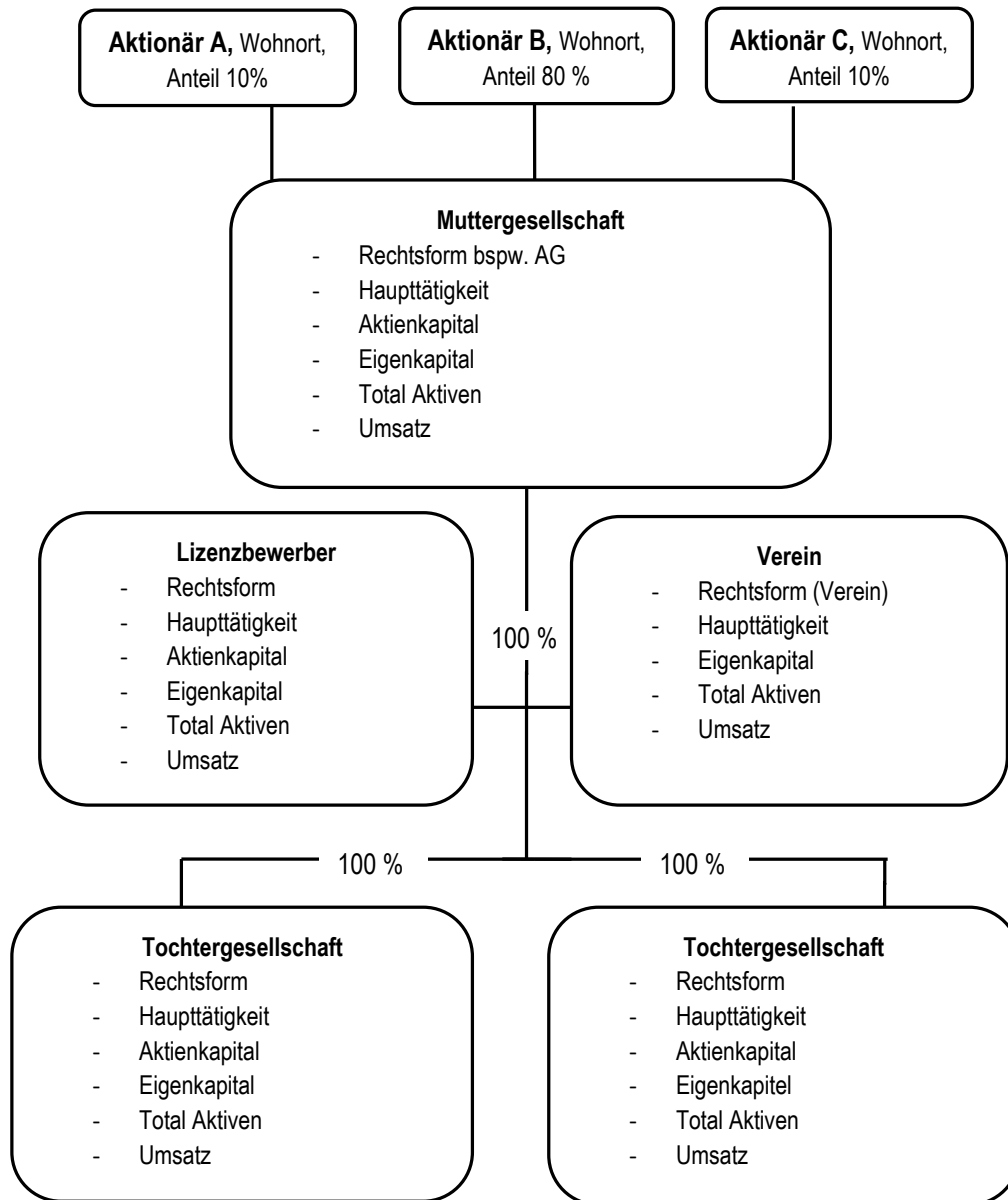 Aktionär A, Wohnort,
Anteil 10%
Aktionär B, Wohnort,
Anteil 80 %
Aktionär C, Wohnort,
Anteil 10%
Muttergesellschaft
- Rechtsform bspw. AG
- Haupttätigkeit
- Aktienkapital
- Eigenkapital
- Total Aktiven
- Umsatz
Lizenzbewerber
- Rechtsform
- Haupttätigkeit
- Aktienkapital
- Eigenkapital
- Total Aktiven
- Umsatz
100 %
Verein
- Rechtsform (Verein)
- Haupttätigkeit
- Eigenkapital
- Total Aktiven
- Umsatz
100 %
100 %
Tochtergesellschaft
- Rechtsform
- Haupttätigkeit
- Aktienkapital
- Eigenkapital
- Total Aktiven
- Umsatz
Tochtergesellschaft
- Rechtsform
- Haupttätigkeit
- Aktienkapital
- Eigenkapitel
- Total Aktiven
- Umsatz